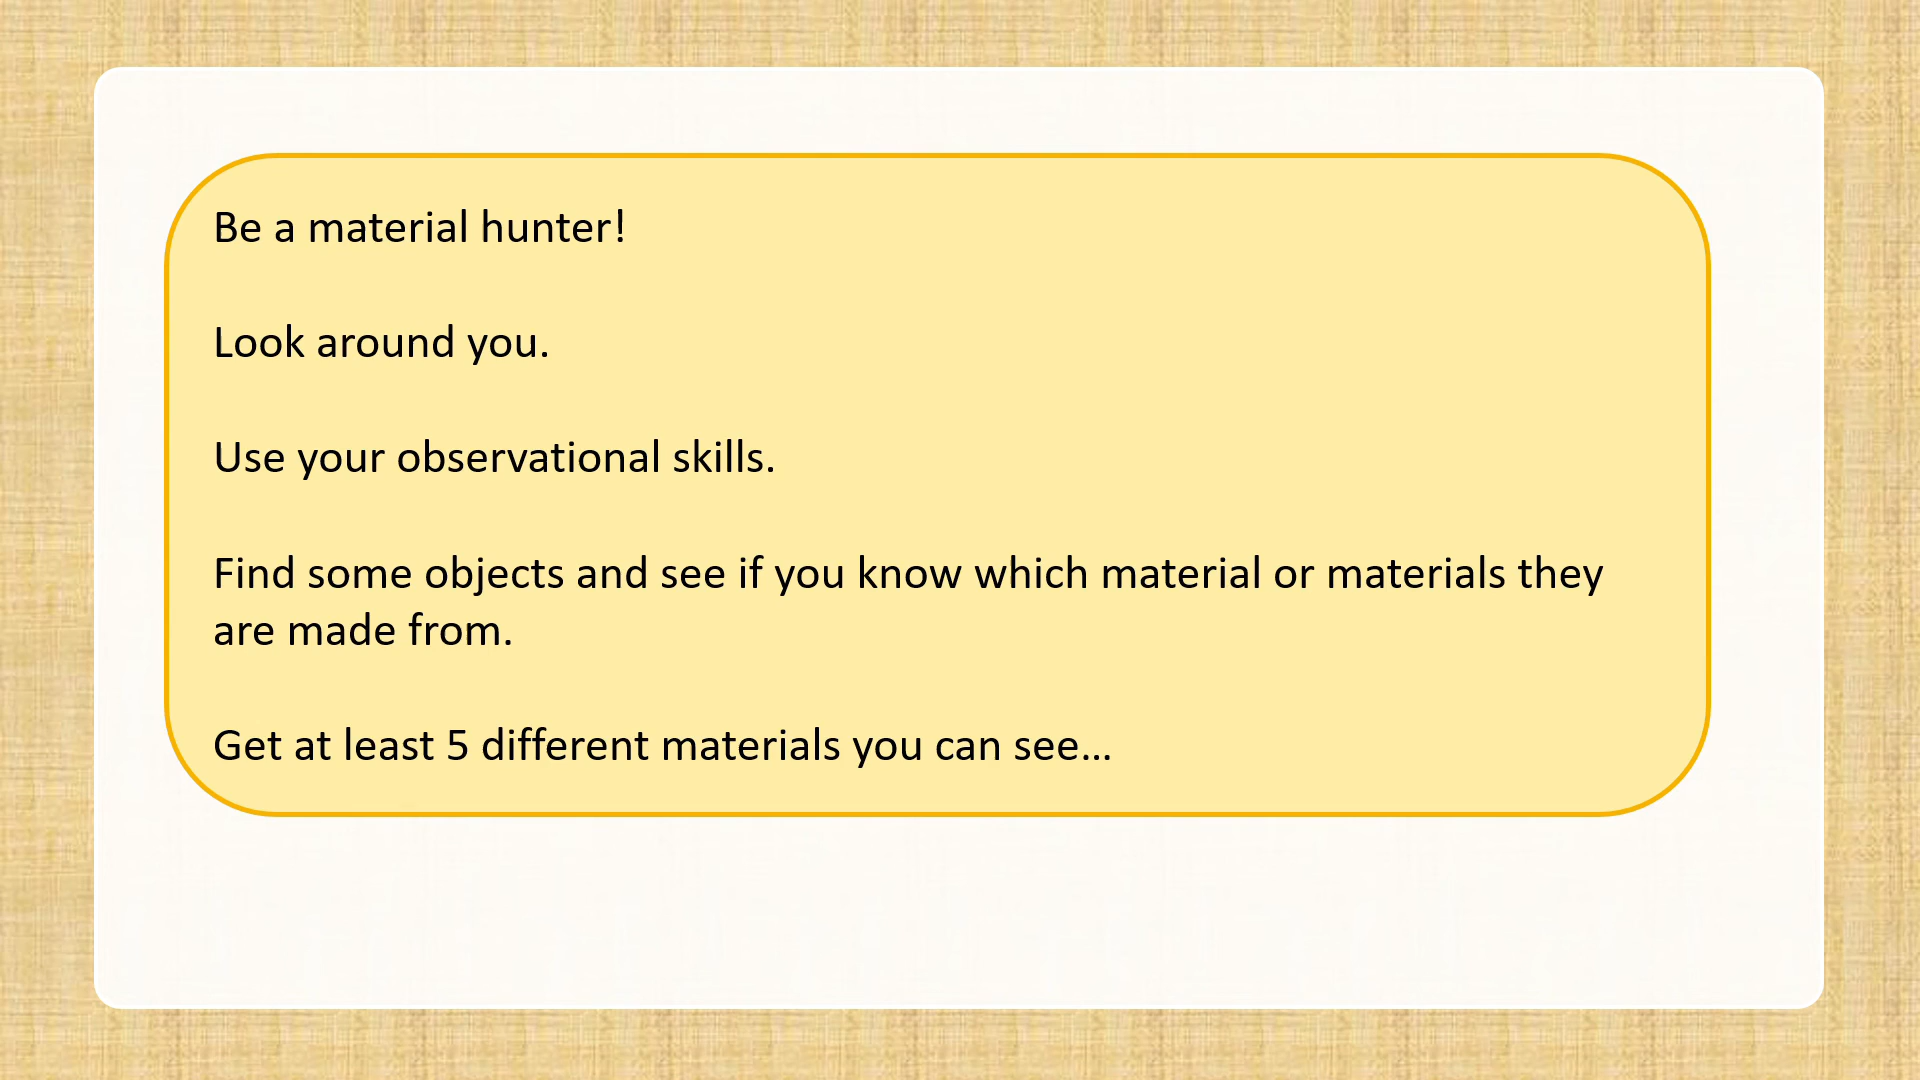 Be a material hunter!
Look around you.
Use your observational skills.
Find some objects and see if you know which material or materials they
are made from.
Get at least 5 different materials you can see…